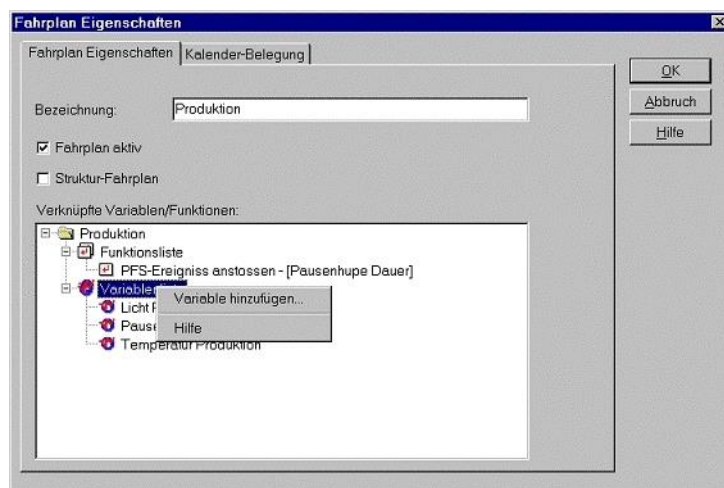 Fahrplan Eigenschaften
Fahrplan Eigenschaften Kalender-Belegung
OK
Bezeichnung: Produktion
Abbruch
Hilfe
Fahrplan aktiv
Struktur-Fahrplan
Verknüpfte Variablen/Funktionen:
Produktion
Funktionsliste
PFS-Ereigniss anstossen - [Pausenhupe Dauer]
Variable hinzufügen...
Licht
Hilfe
Temperatur Produktion